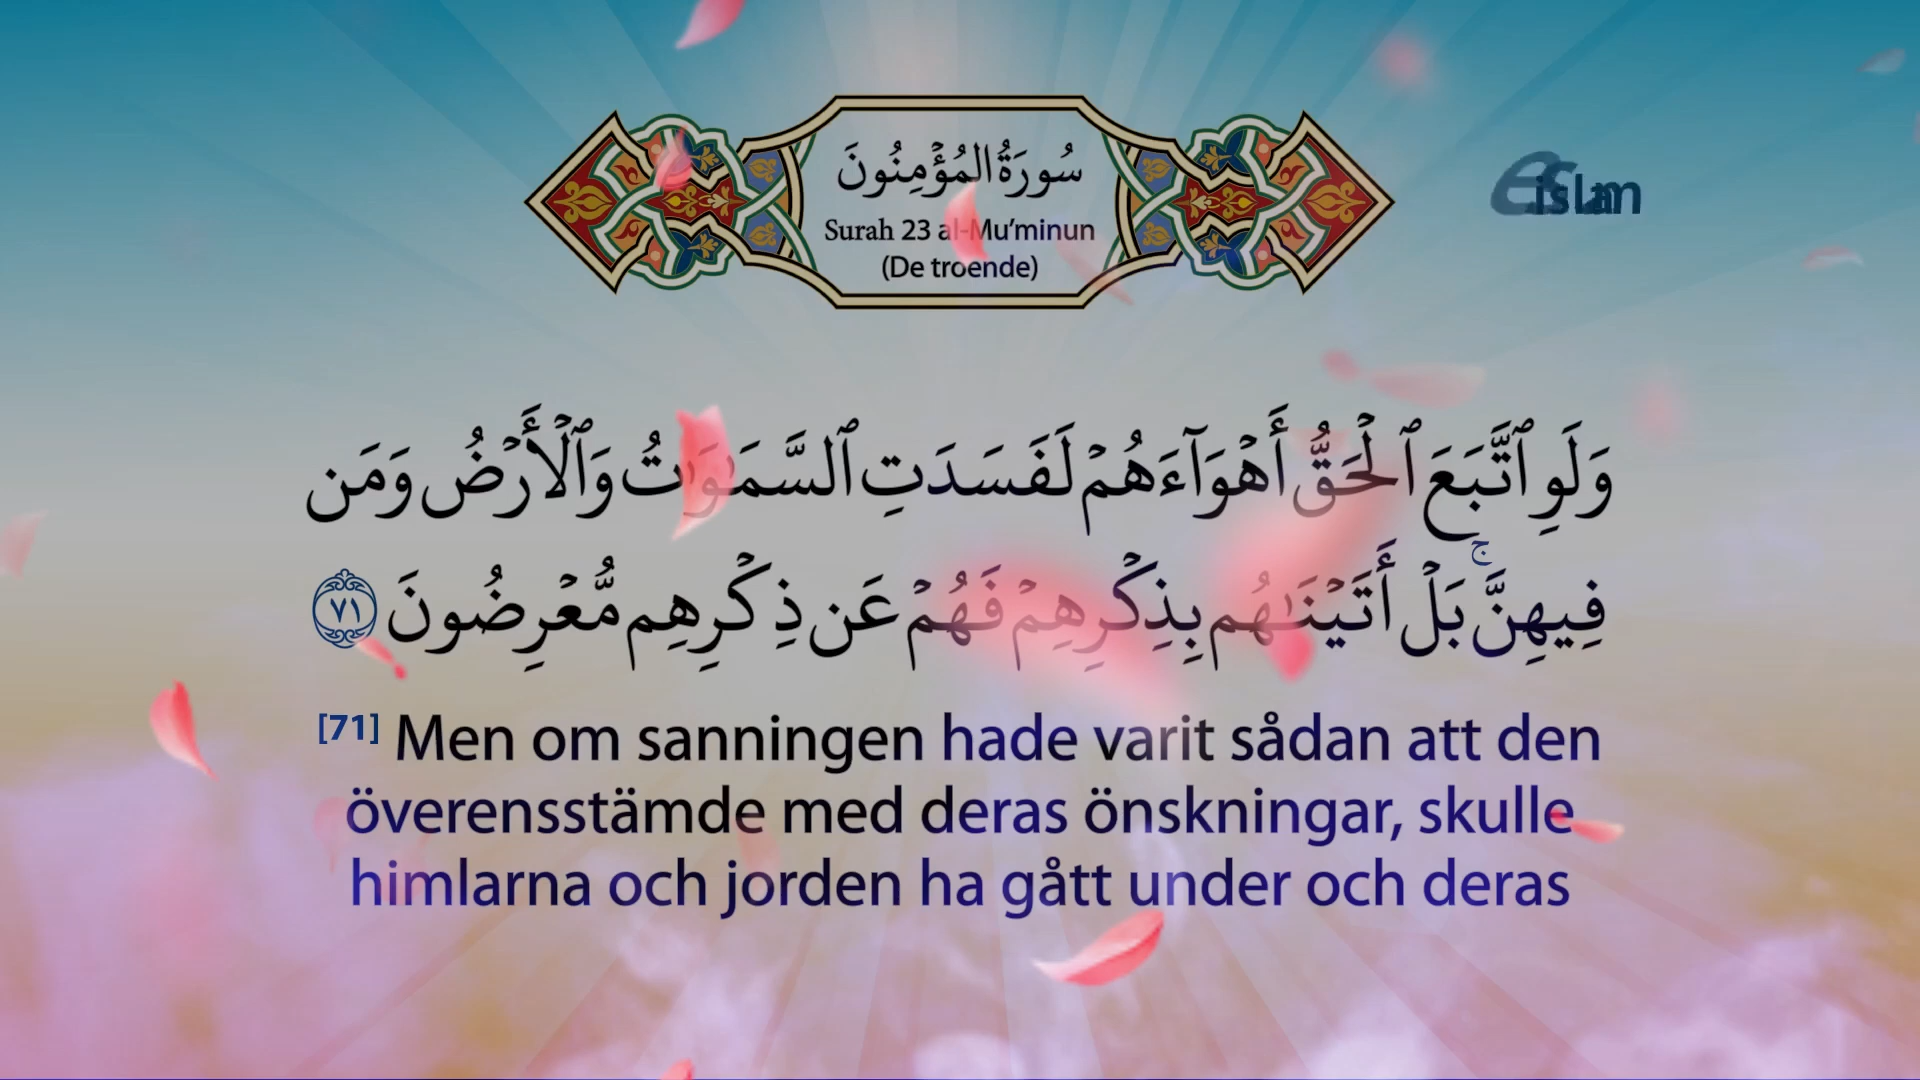 سُورَةُ الْمُؤْمِنُونَ
Surah 23 al-Mu’minun
(De troende)
وَلَوِ ٱتَّبَعَ ٱلْحَقُّ أَهْوَآءَهُمْ لَفَسَدَتِ ٱلسَّمَـٰوَٰتُ وَٱلْأَرْضُ وَمَن
فِيهِنَّ ۚ بَلْ أَتَيْنَـٰهُم بِذِكْرِهِمْ فَهُمْ عَن ذِكْرِهِم مُّعْرِضُونَ ٧١
[71] Men om sanningen hade varit sådan att den
överensstämde med deras önskningar, skulle
himlarna och jorden ha gått under och deras